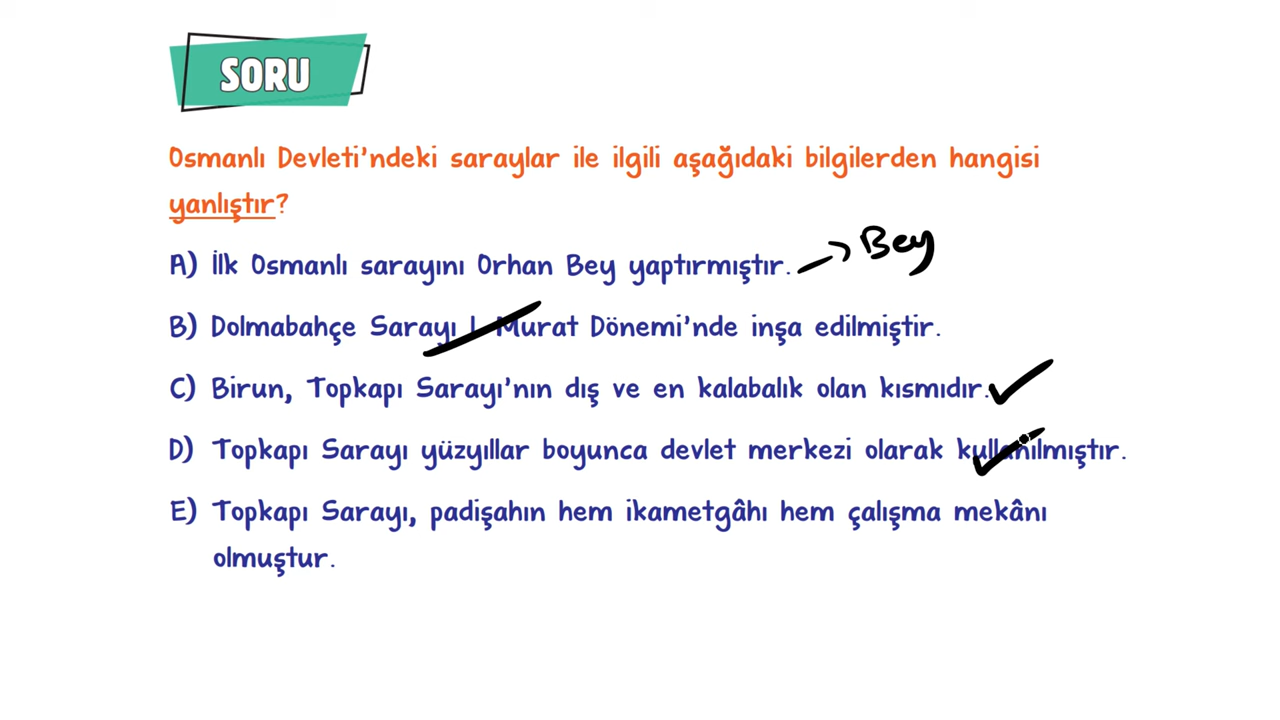 SORU
Osmanlı Devleti'ndeki saraylar ile ilgili aşağıdaki bilgilerden hangisi
yanlıştır?
A) İlk Osmanlı sarayını Orhan Bey yaptırmıştır. → Bey
B) Dolmabahçe Sarayı I. Murat Dönemi'nde inşa edilmiştir.
C) Birun, Topkapı Sarayı'nın dış ve en kalabalık olan kısmıdır.
D) Topkapı Sarayı yüzyıllar boyunca devlet merkezi olarak kullanılmıştır.
E) Topkapı Sarayı, padişahın hem ikametgâhı hem çalışma mekânı
olmuştur.